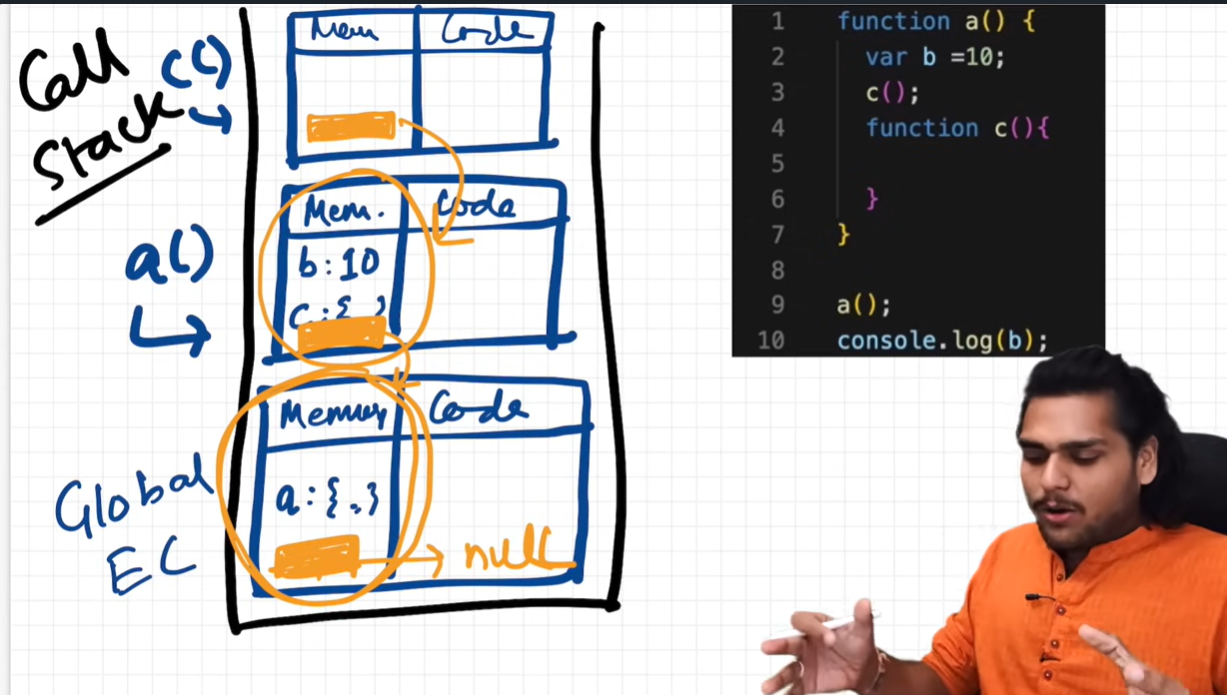 Call
Stack
c()
Mem
Code
a()
Mem.
Code
b:10
c:{ }
Global
EC
Memory
Code
a:{.}
null
1 function a() {
2 var b =10;
3 c();
4 function c(){
5
6 }
7 }
8
9 a();
10 console.log(b);